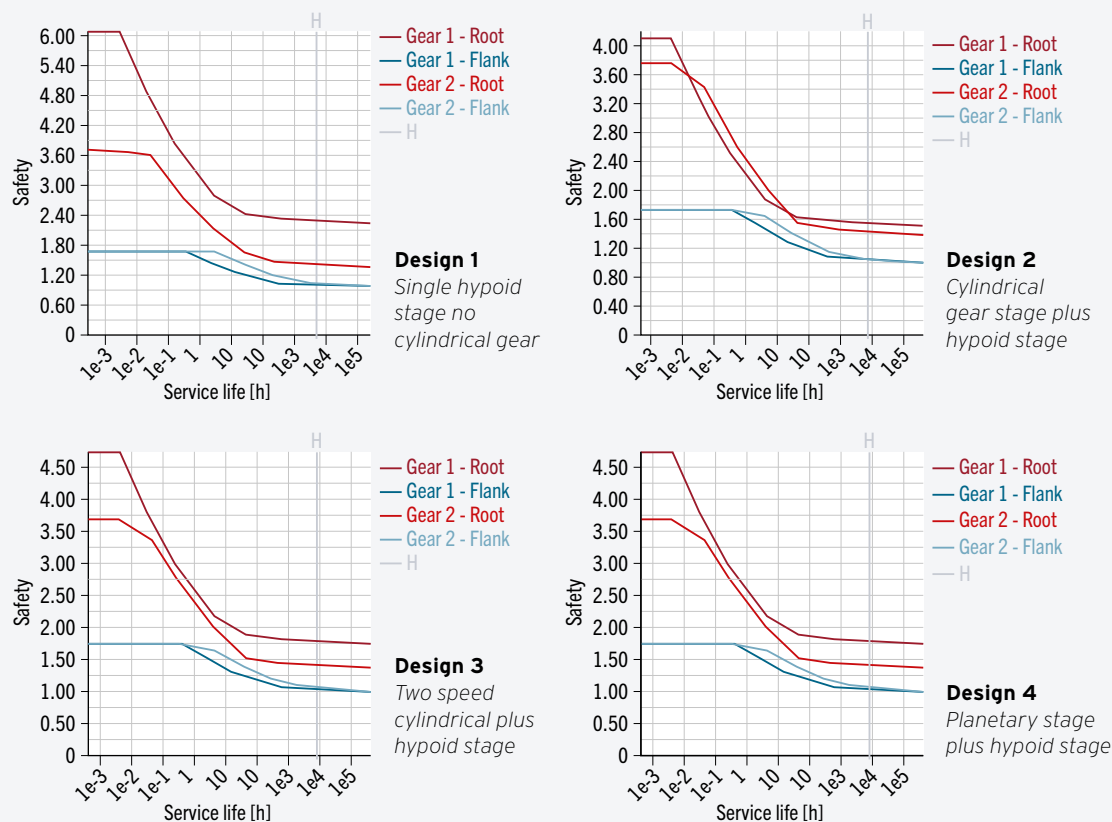 H
6.00
5.40
4.80
4.20
3.60
3.00
2.40
1.80
1.20
0.60
0
Safety
1e-3
1e-2
1e-1
1
10
10
1e3
1e4
1e5
Service life [h]
Gear 1 - Root
Gear 1 - Flank
Gear 2 - Root
Gear 2 - Flank
H
Design 1
Single hypoid
stage no
cylindrical gear
H
4.00
3.60
3.20
2.80
2.40
2.00
1.60
1.20
0.80
0.40
0
Safety
1e-3
1e-2
1e-1
1
10
10
1e3
1e4
1e5
Service life [h]
Gear 1 - Root
Gear 1 - Flank
Gear 2 - Root
Gear 2 - Flank
H
Design 2
Cylindrical
gear stage plus
hypoid stage
H
4.50
4.00
3.50
3.00
2.50
2.00
1.50
1.00
0.50
0
Safety
1e-3
1e-2
1e-1
1
10
10
1e3
1e4
1e5
Service life [h]
Gear 1 - Root
Gear 1 - Flank
Gear 2 - Root
Gear 2 - Flank
H
Design 3
Two speed
cylindrical plus
hypoid stage
H
4.50
4.00
3.50
3.00
2.50
2.00
1.50
1.00
0.50
0
Safety
1e-3
1e-2
1e-1
1
10
10
1e3
1e4
1e5
Service life [h]
Gear 1 - Root
Gear 1 - Flank
Gear 2 - Root
Gear 2 - Flank
H
Design 4
Planetary stage
plus hypoid stage